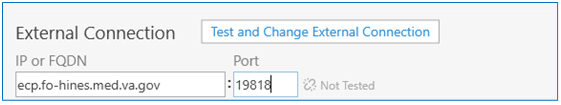 External Connection Test and Change External Connection
IP or FQDN Port
ecp.fo-hines.med.va.gov : 19818 Not Tested